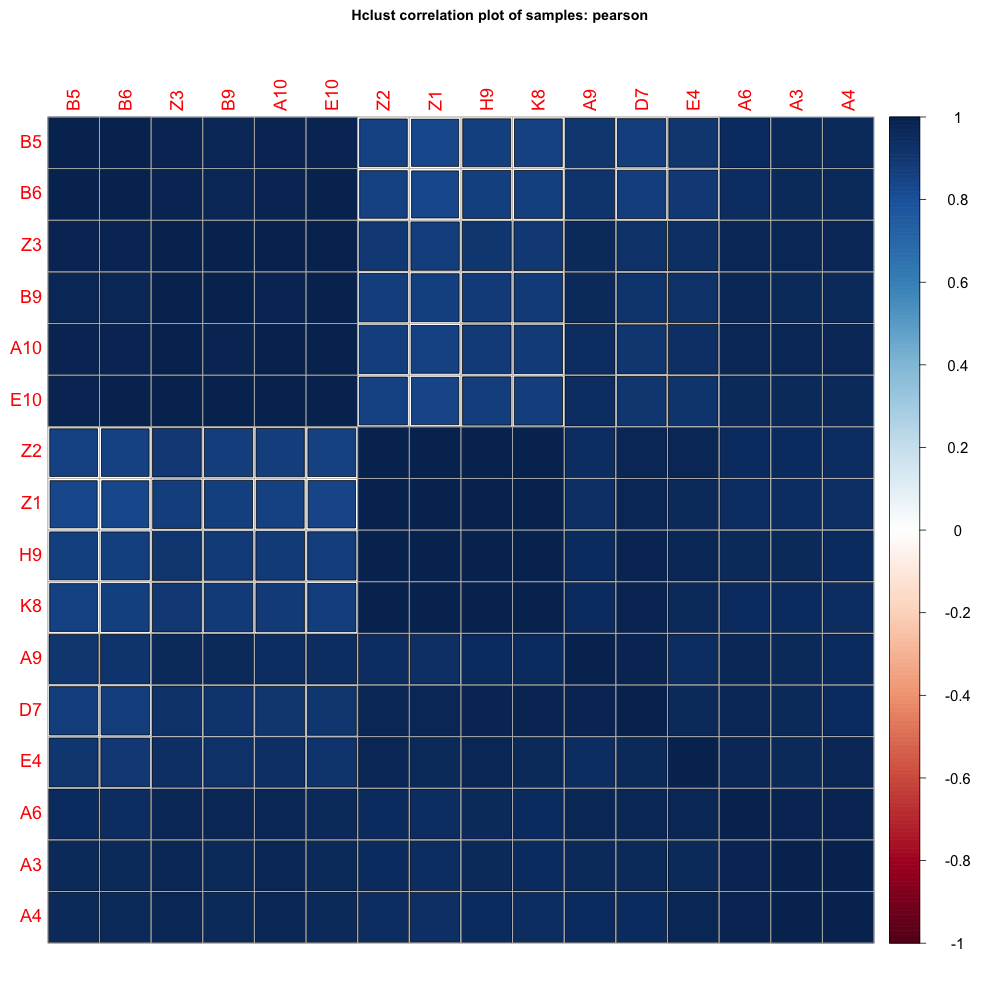 Hclust correlation plot of samples: pearson
B5 B6 Z3 B9 A10 E10 Z2 Z1 H9 K8 A9 D7 E4 A6 A3 A4
B5
B6
Z3
B9
A10
E10
Z2
Z1
H9
K8
A9
D7
E4
A6
A3
A4
1
0.8
0.6
0.4
0.2
0
-0.2
-0.4
-0.6
-0.8
-1